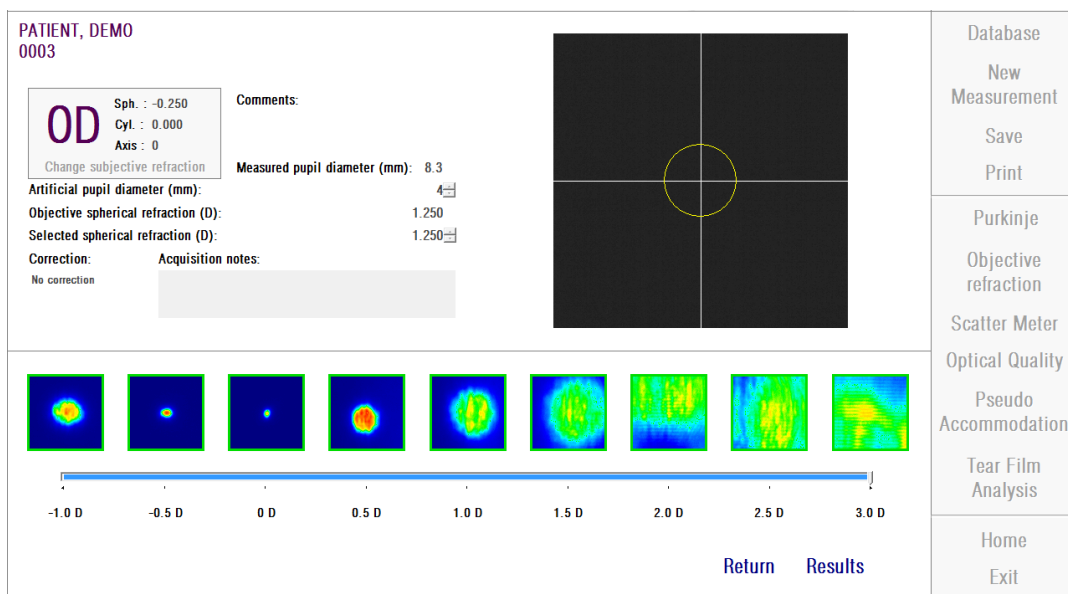 PATIENT, DEMO
0003
OD
Sph. : -0.250
Cyl. : 0.000
Axis : 0
Change subjective refraction
Comments:
Measured pupil diameter (mm): 8.3
Artificial pupil diameter (mm): 4
Objective spherical refraction (D): 1.250
Selected spherical refraction (D): 1.250
Correction: Acquisition notes:
No correction
-1.0 D -0.5 D 0 D 0.5 D 1.0 D 1.5 D 2.0 D 2.5 D 3.0 D
Return Results
Database
New
Measurement
Save
Print
Purkinje
Objective
refraction
Scatter Meter
Optical Quality
Pseudo
Accommodation
Tear Film
Analysis
Home
Exit